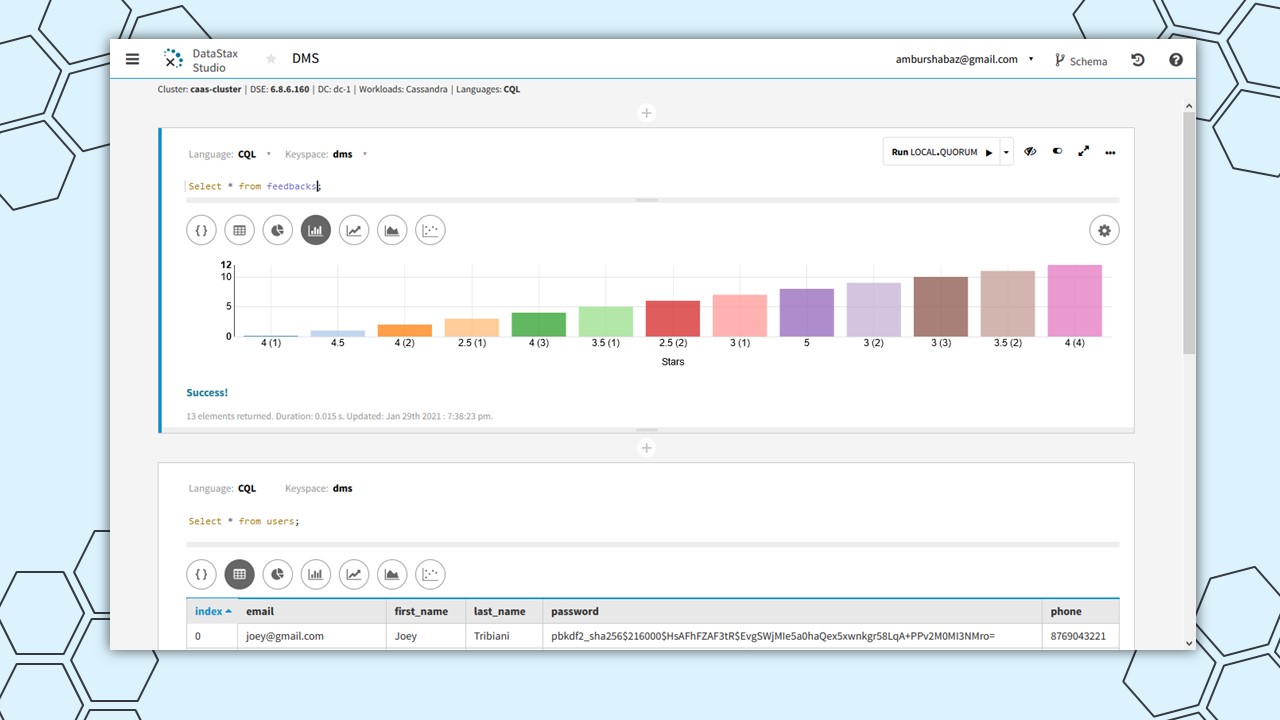 DataStax
Studio
DMS
amburshabaz@gmail.com
Schema
Cluster: caas-cluster | DSE: 6.8.6.160 | DC: dc-1 | Workloads: Cassandra | Languages: CQL
Language: CQL Keyspace: dms
Run LOCAL.QUORUM
Select * from feedbacks;
12
10
5
0
4 (1) 4.5 4 (2) 2.5 (1) 4 (3) 3.5 (1) 2.5 (2) 3 (1) 5 3 (2) 3 (3) 3.5 (2) 4 (4)
Stars
Success!
13 elements returned. Duration: 0.015 s. Updated: Jan 29th 2021 : 7:38:23 pm.
Language: CQL Keyspace: dms
Select * from users;
index email first_name last_name password phone
0 joey@gmail.com Joey Tribiani pbkdf2_sha256$216000$HsAFhFZAF3tR$EvgSWjMIe5a0haQex5xwnkgr58LqA+PPv2M0MI3NMro= 8769043221